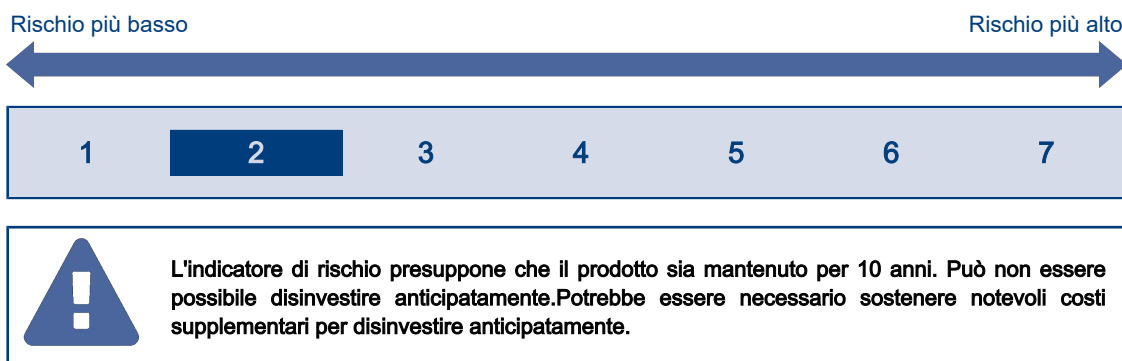 Rischio più basso Rischio più alto
1 2 3 4 5 6 7
L'indicatore di rischio presuppone che il prodotto sia mantenuto per 10 anni. Può non essere
possibile disinvestire anticipatamente.Potrebbe essere necessario sostenere notevoli costi
supplementari per disinvestire anticipatamente.